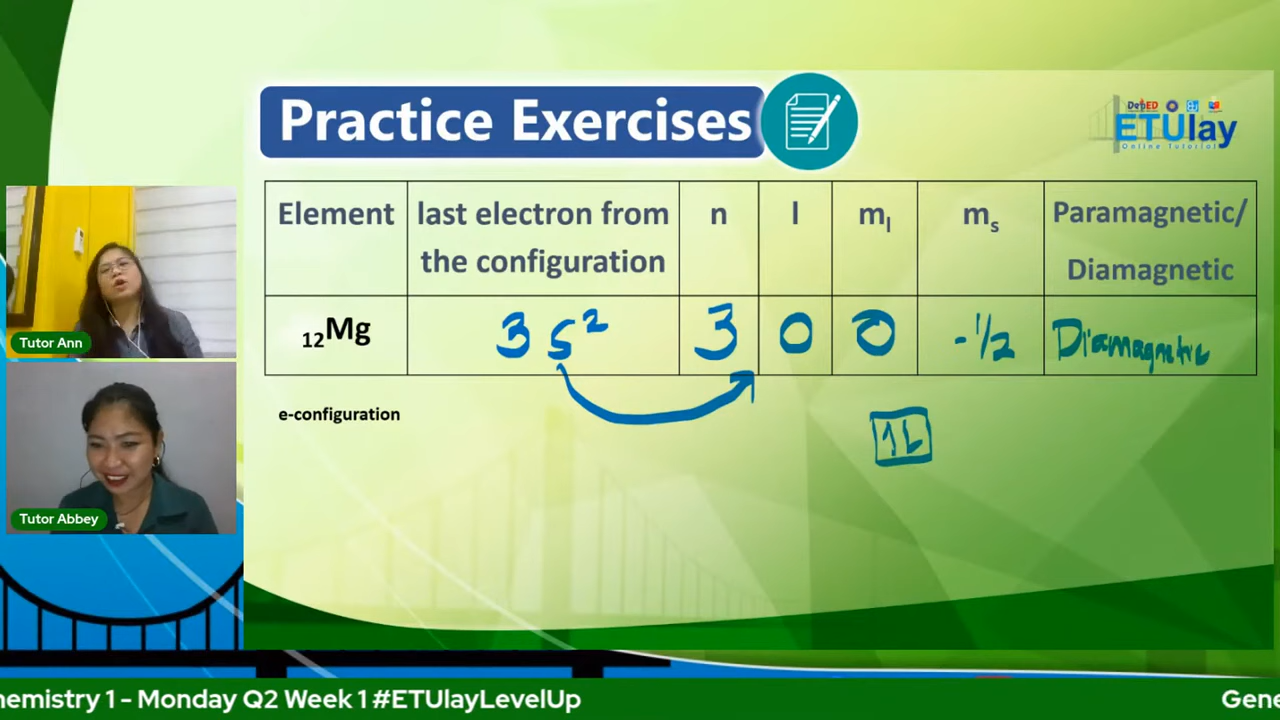 Practice Exercises
DepED
ETUlay
Online Tutorial
Element
last electron from
the configuration
n
l
mₗ
mₛ
Paramagnetic/
Diamagnetic
₁₂Mg
3 s²
3
0
0
-1/2
Diamagnetic
e-configuration
1L
Tutor Ann
Tutor Abbey
hemistry 1 - Monday Q2 Week 1 #ETUlayLevelUp
Gene